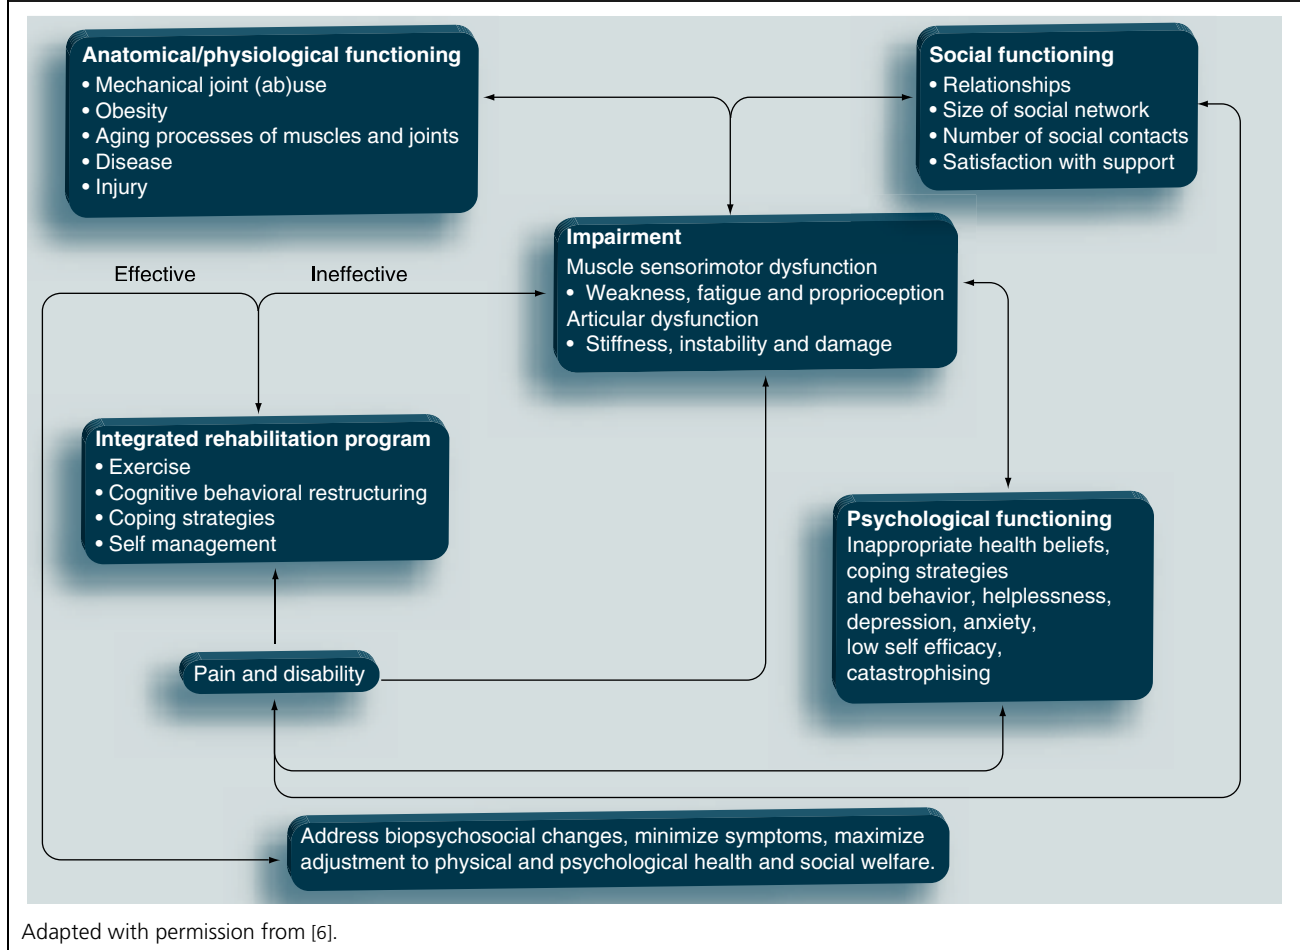 Anatomical/physiological functioning
• Mechanical joint (ab)use
• Obesity
• Aging processes of muscles and joints
• Disease
• Injury
Social functioning
• Relationships
• Size of social network
• Number of social contacts
• Satisfaction with support
Impairment
Muscle sensorimotor dysfunction
• Weakness, fatigue and proprioception
Articular dysfunction
• Stiffness, instability and damage
Effective
Ineffective
Integrated rehabilitation program
• Exercise
• Cognitive behavioral restructuring
• Coping strategies
• Self management
Psychological functioning
Inappropriate health beliefs,
coping strategies
and behavior, helplessness,
depression, anxiety,
low self efficacy,
catastrophising
Pain and disability
Address biopsychosocial changes, minimize symptoms, maximize
adjustment to physical and psychological health and social welfare.
Adapted with permission from [6].